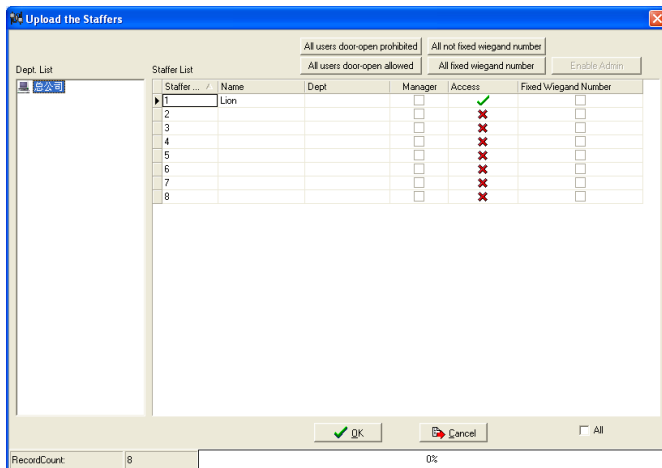 Upload the Staffers
All users door-open prohibited All not fixed wiegand number
All users door-open allowed All fixed wiegand number Enable Admin
Dept. List Staffer List
总公司
Staffer ... Name Dept Manager Access Fixed Wiegand Number
1 Lion
2
3
4
5
6
7
8
OK Cancel All
RecordCount: 8 0%